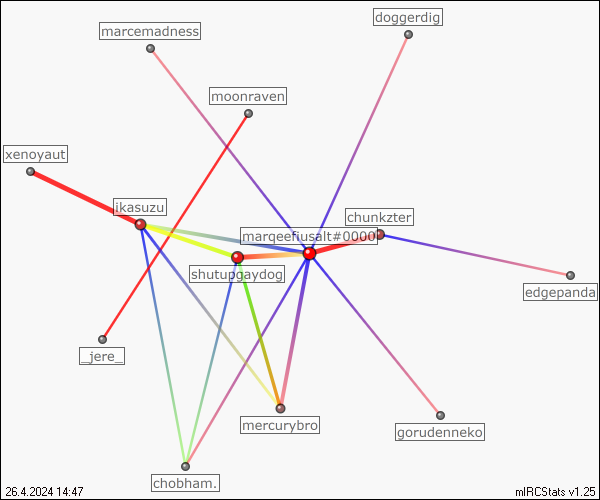 doggerdig
marcemadness
moonraven
xenoyaut
ikasuzu
chunkzter
marqeefiusalt#0000
shutupgaydog
edgepanda
_jere_
mercurybro
gorudenneko
chobham.
26.4.2024 14:47
mIRCStats v1.25